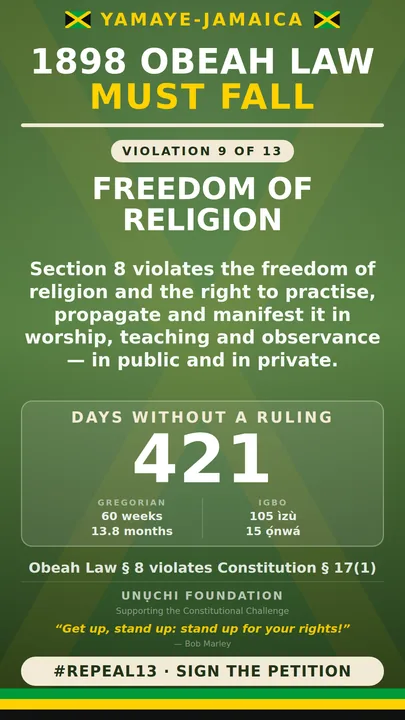 YAMAYE-JAMAICA
1898 OBEAH LAW
MUST FALL
VIOLATION 9 OF 13
FREEDOM OF
RELIGION
Section 8 violates the freedom of
religion and the right to practise,
propagate and manifest it in
worship, teaching and observance
— in public and in private.
DAYS WITHOUT A RULING
421
GREGORIAN
60 weeks
13.8 months
IGBO
105 ìzù
15 ọ́nwá
Obeah Law § 8 violates Constitution § 17(1)
UNỤCHI FOUNDATION
Supporting the Constitutional Challenge
“Get up, stand up: stand up for your rights!”
— Bob Marley
#REPEAL13 · SIGN THE PETITION